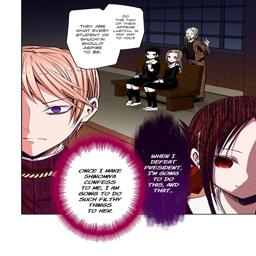 DO THE
TWO OF
THEM
APPEAR
LUSTFUL IN
ANY WAY
TO YOU?
THEY ARE
WHAT EVERY
STUDENT OF
SHUCHI'IN
SHOULD
ASPIRE
TO BE.
WHEN I
DEFEAT
PRESIDENT,
I'M GOING
TO DO
THIS, AND
THAT...
ONCE I MAKE
SHINOMIYA
CONFESS
TO ME, I AM
GOING TO DO
SUCH FILTHY
THINGS
TO HER.